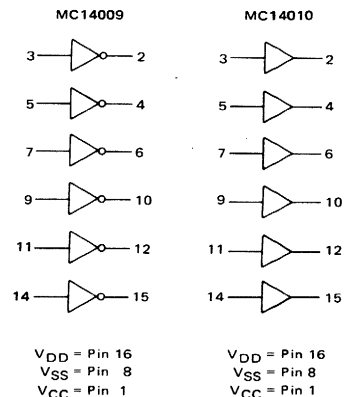 MC14009 MC14010
3 2 3 2
5 4 5 4
7 6 7 6
9 10 9 10
11 12 11 12
14 15 14 15
VDD = Pin 16 VDD = Pin 16
VSS = Pin 8 VSS = Pin 8
VCC = Pin 1 VCC = Pin 1